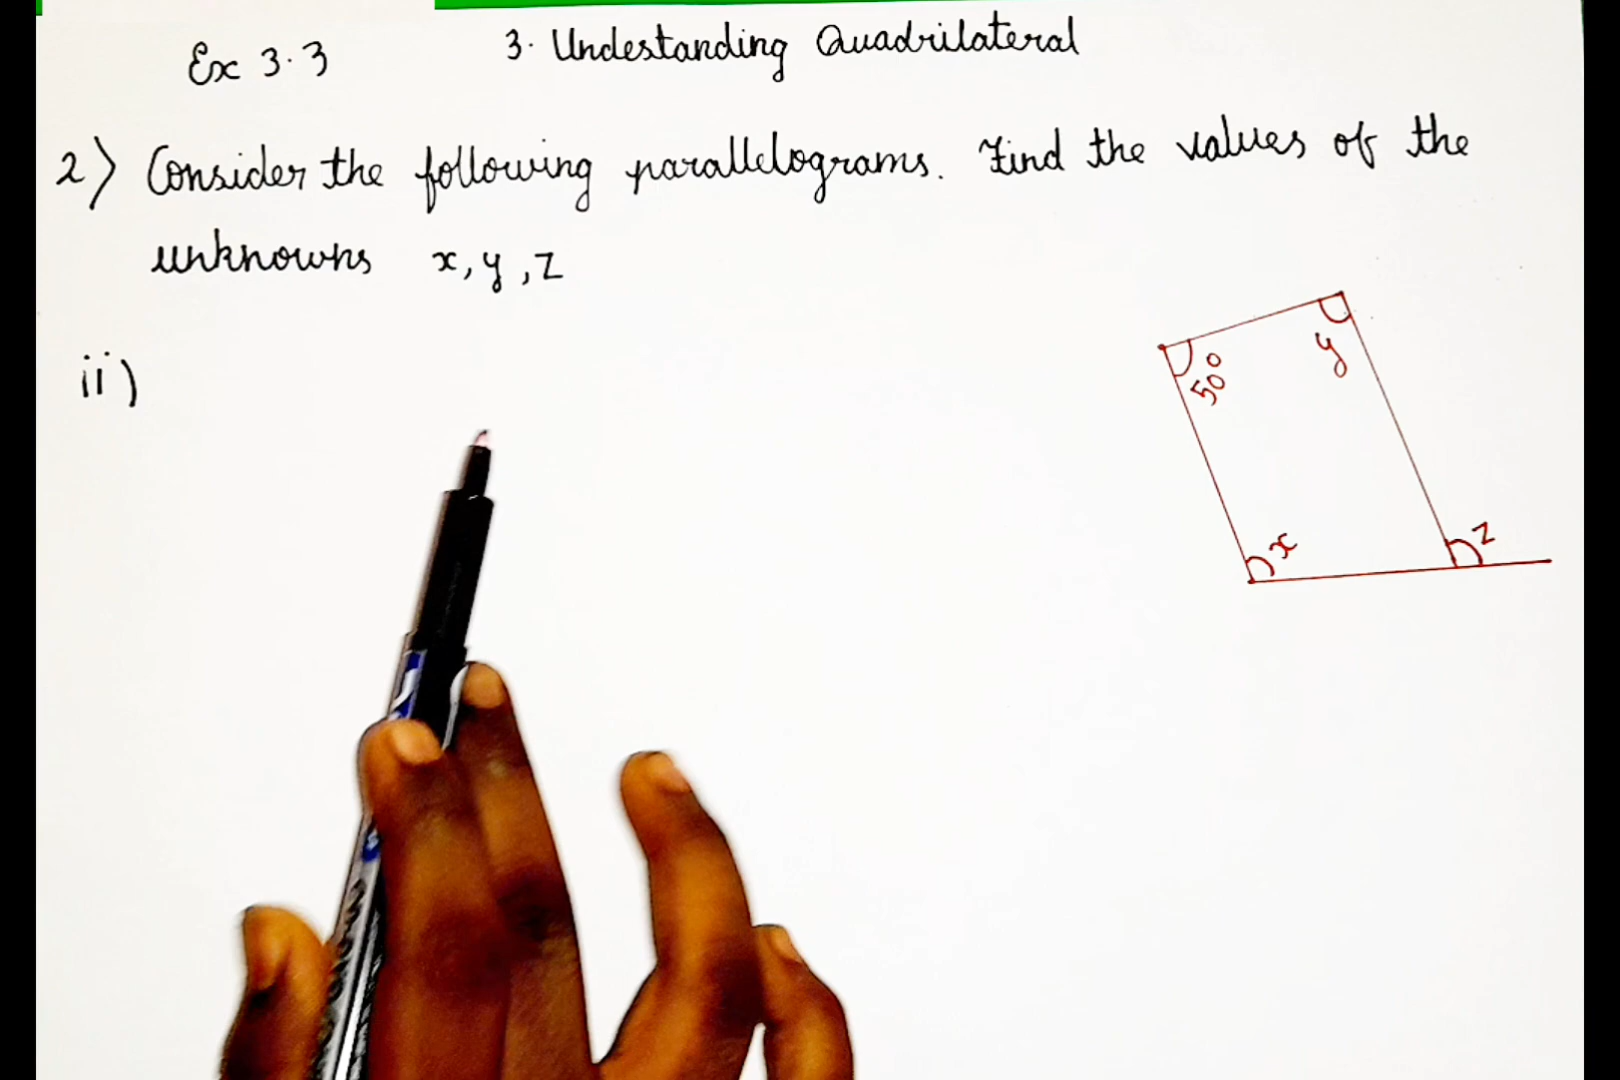 Ex 3.3
3. Undestanding Quadrilateral
2) Consider the following parallelograms. Find the values of the
unknowns x, y, z
ii)
50°
y
x
z